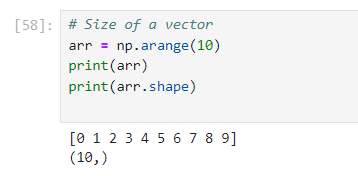 [58]: # Size of a vector
arr = np.arange(10)
print(arr)
print(arr.shape)
[0 1 2 3 4 5 6 7 8 9]
(10,)